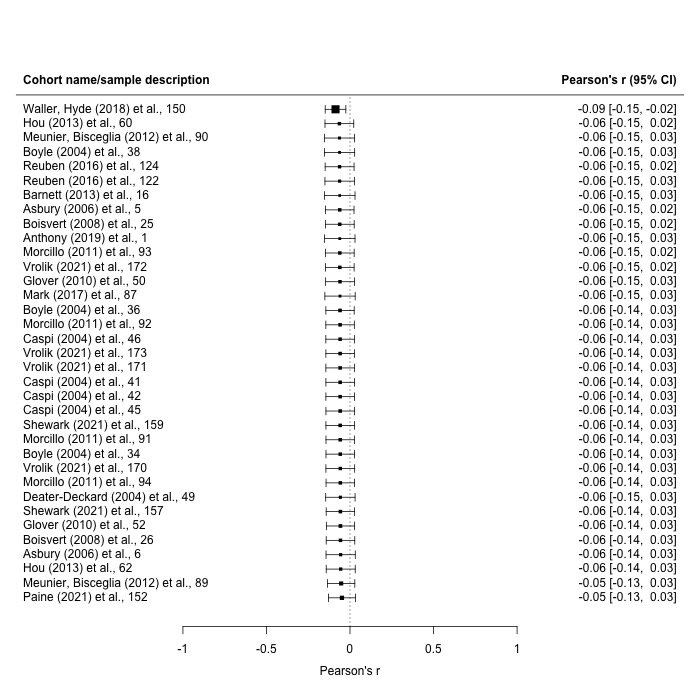 Cohort name/sample description Pearson's r (95% CI)
Waller, Hyde (2018) et al., 150 -0.09 [-0.15, -0.02]
Hou (2013) et al., 60 -0.06 [-0.15, 0.02]
Meunier, Bisceglia (2012) et al., 90 -0.06 [-0.15, 0.03]
Boyle (2004) et al., 38 -0.06 [-0.15, 0.03]
Reuben (2016) et al., 124 -0.06 [-0.15, 0.02]
Reuben (2016) et al., 122 -0.06 [-0.15, 0.03]
Barnett (2013) et al., 16 -0.06 [-0.15, 0.03]
Asbury (2006) et al., 5 -0.06 [-0.15, 0.02]
Boisvert (2008) et al., 25 -0.06 [-0.15, 0.02]
Anthony (2019) et al., 1 -0.06 [-0.15, 0.03]
Morcillo (2011) et al., 93 -0.06 [-0.15, 0.02]
Vrolik (2021) et al., 172 -0.06 [-0.15, 0.02]
Glover (2010) et al., 50 -0.06 [-0.15, 0.03]
Mark (2017) et al., 87 -0.06 [-0.15, 0.03]
Boyle (2004) et al., 36 -0.06 [-0.14, 0.03]
Morcillo (2011) et al., 92 -0.06 [-0.14, 0.03]
Caspi (2004) et al., 46 -0.06 [-0.14, 0.03]
Vrolik (2021) et al., 173 -0.06 [-0.14, 0.03]
Vrolik (2021) et al., 171 -0.06 [-0.14, 0.03]
Caspi (2004) et al., 41 -0.06 [-0.14, 0.03]
Caspi (2004) et al., 42 -0.06 [-0.14, 0.03]
Caspi (2004) et al., 45 -0.06 [-0.14, 0.03]
Shewark (2021) et al., 159 -0.06 [-0.14, 0.03]
Morcillo (2011) et al., 91 -0.06 [-0.14, 0.03]
Boyle (2004) et al., 34 -0.06 [-0.14, 0.03]
Vrolik (2021) et al., 170 -0.06 [-0.14, 0.03]
Morcillo (2011) et al., 94 -0.06 [-0.14, 0.03]
Deater-Deckard (2004) et al., 49 -0.06 [-0.15, 0.03]
Shewark (2021) et al., 157 -0.06 [-0.14, 0.03]
Glover (2010) et al., 52 -0.06 [-0.14, 0.03]
Boisvert (2008) et al., 26 -0.06 [-0.14, 0.03]
Asbury (2006) et al., 6 -0.06 [-0.14, 0.03]
Hou (2013) et al., 62 -0.06 [-0.14, 0.03]
Meunier, Bisceglia (2012) et al., 89 -0.05 [-0.13, 0.03]
Paine (2021) et al., 152 -0.05 [-0.13, 0.03]
-1 -0.5 0 0.5 1
Pearson's r